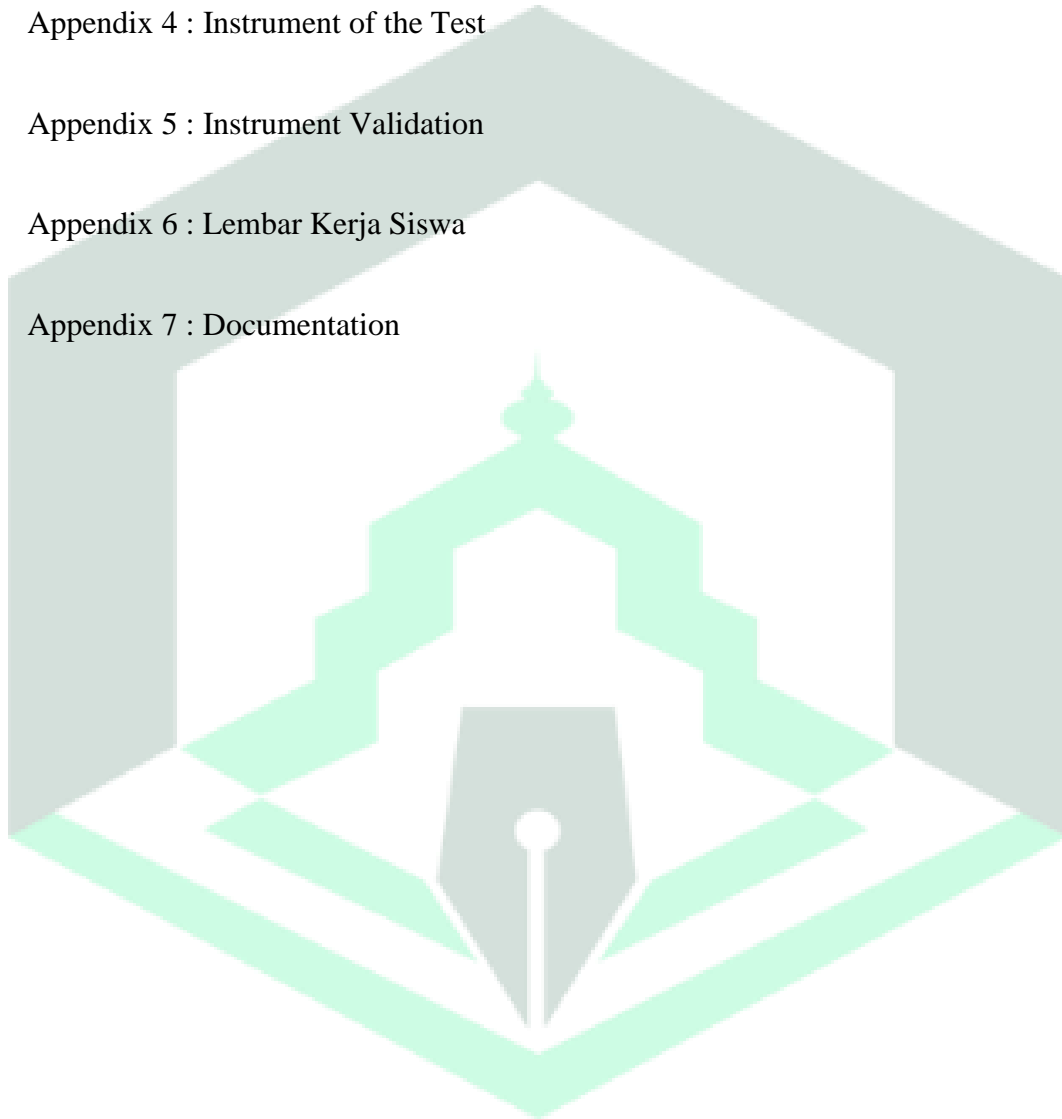 Appendix 4 : Instrument of the Test
Appendix 5 : Instrument Validation
Appendix 6 : Lembar Kerja Siswa
Appendix 7 : Documentation